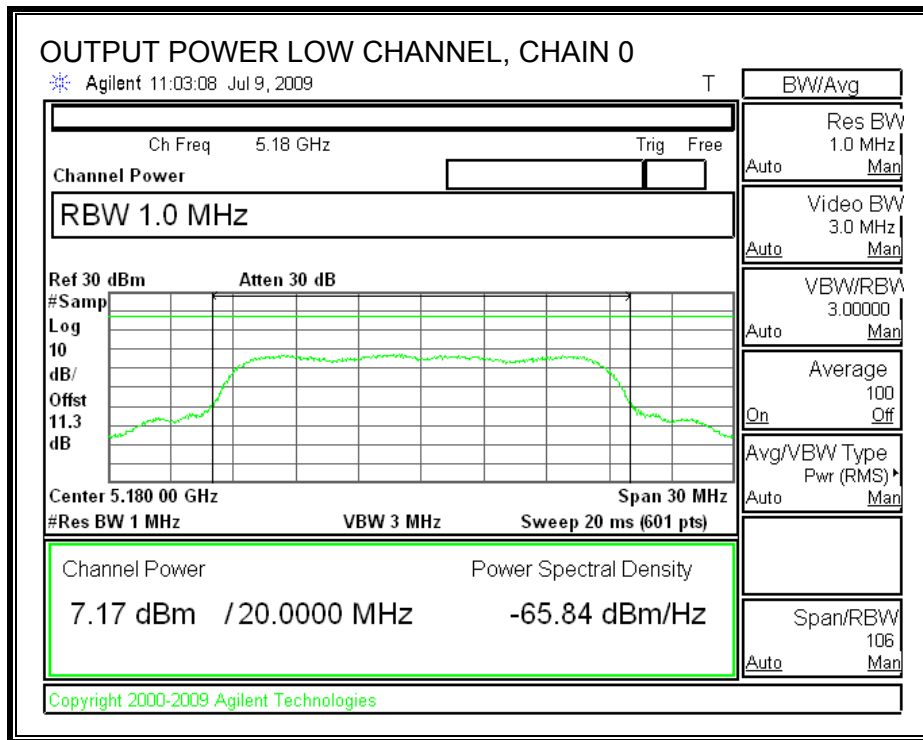 OUTPUT POWER LOW CHANNEL, CHAIN 0
Agilent 11:03:08 Jul 9, 2009 T
Ch Freq 5.18 GHz Trig Free
Channel Power
RBW 1.0 MHz
Ref 30 dBm Atten 30 dB
#Samp
Log
10
dB/
Offst
11.3
dB
Center 5.180 00 GHz Span 30 MHz
#Res BW 1 MHz VBW 3 MHz Sweep 20 ms (601 pts)
Channel Power Power Spectral Density
7.17 dBm / 20.0000 MHz -65.84 dBm/Hz
Copyright 2000-2009 Agilent Technologies
BW/Avg
Res BW
1.0 MHz
Auto Man
Video BW
3.0 MHz
Auto Man
VBW/RBW
3.00000
Auto Man
Average
100
On Off
Avg/VBW Type
Pwr (RMS)
Auto Man
Span/RBW
106
Auto Man